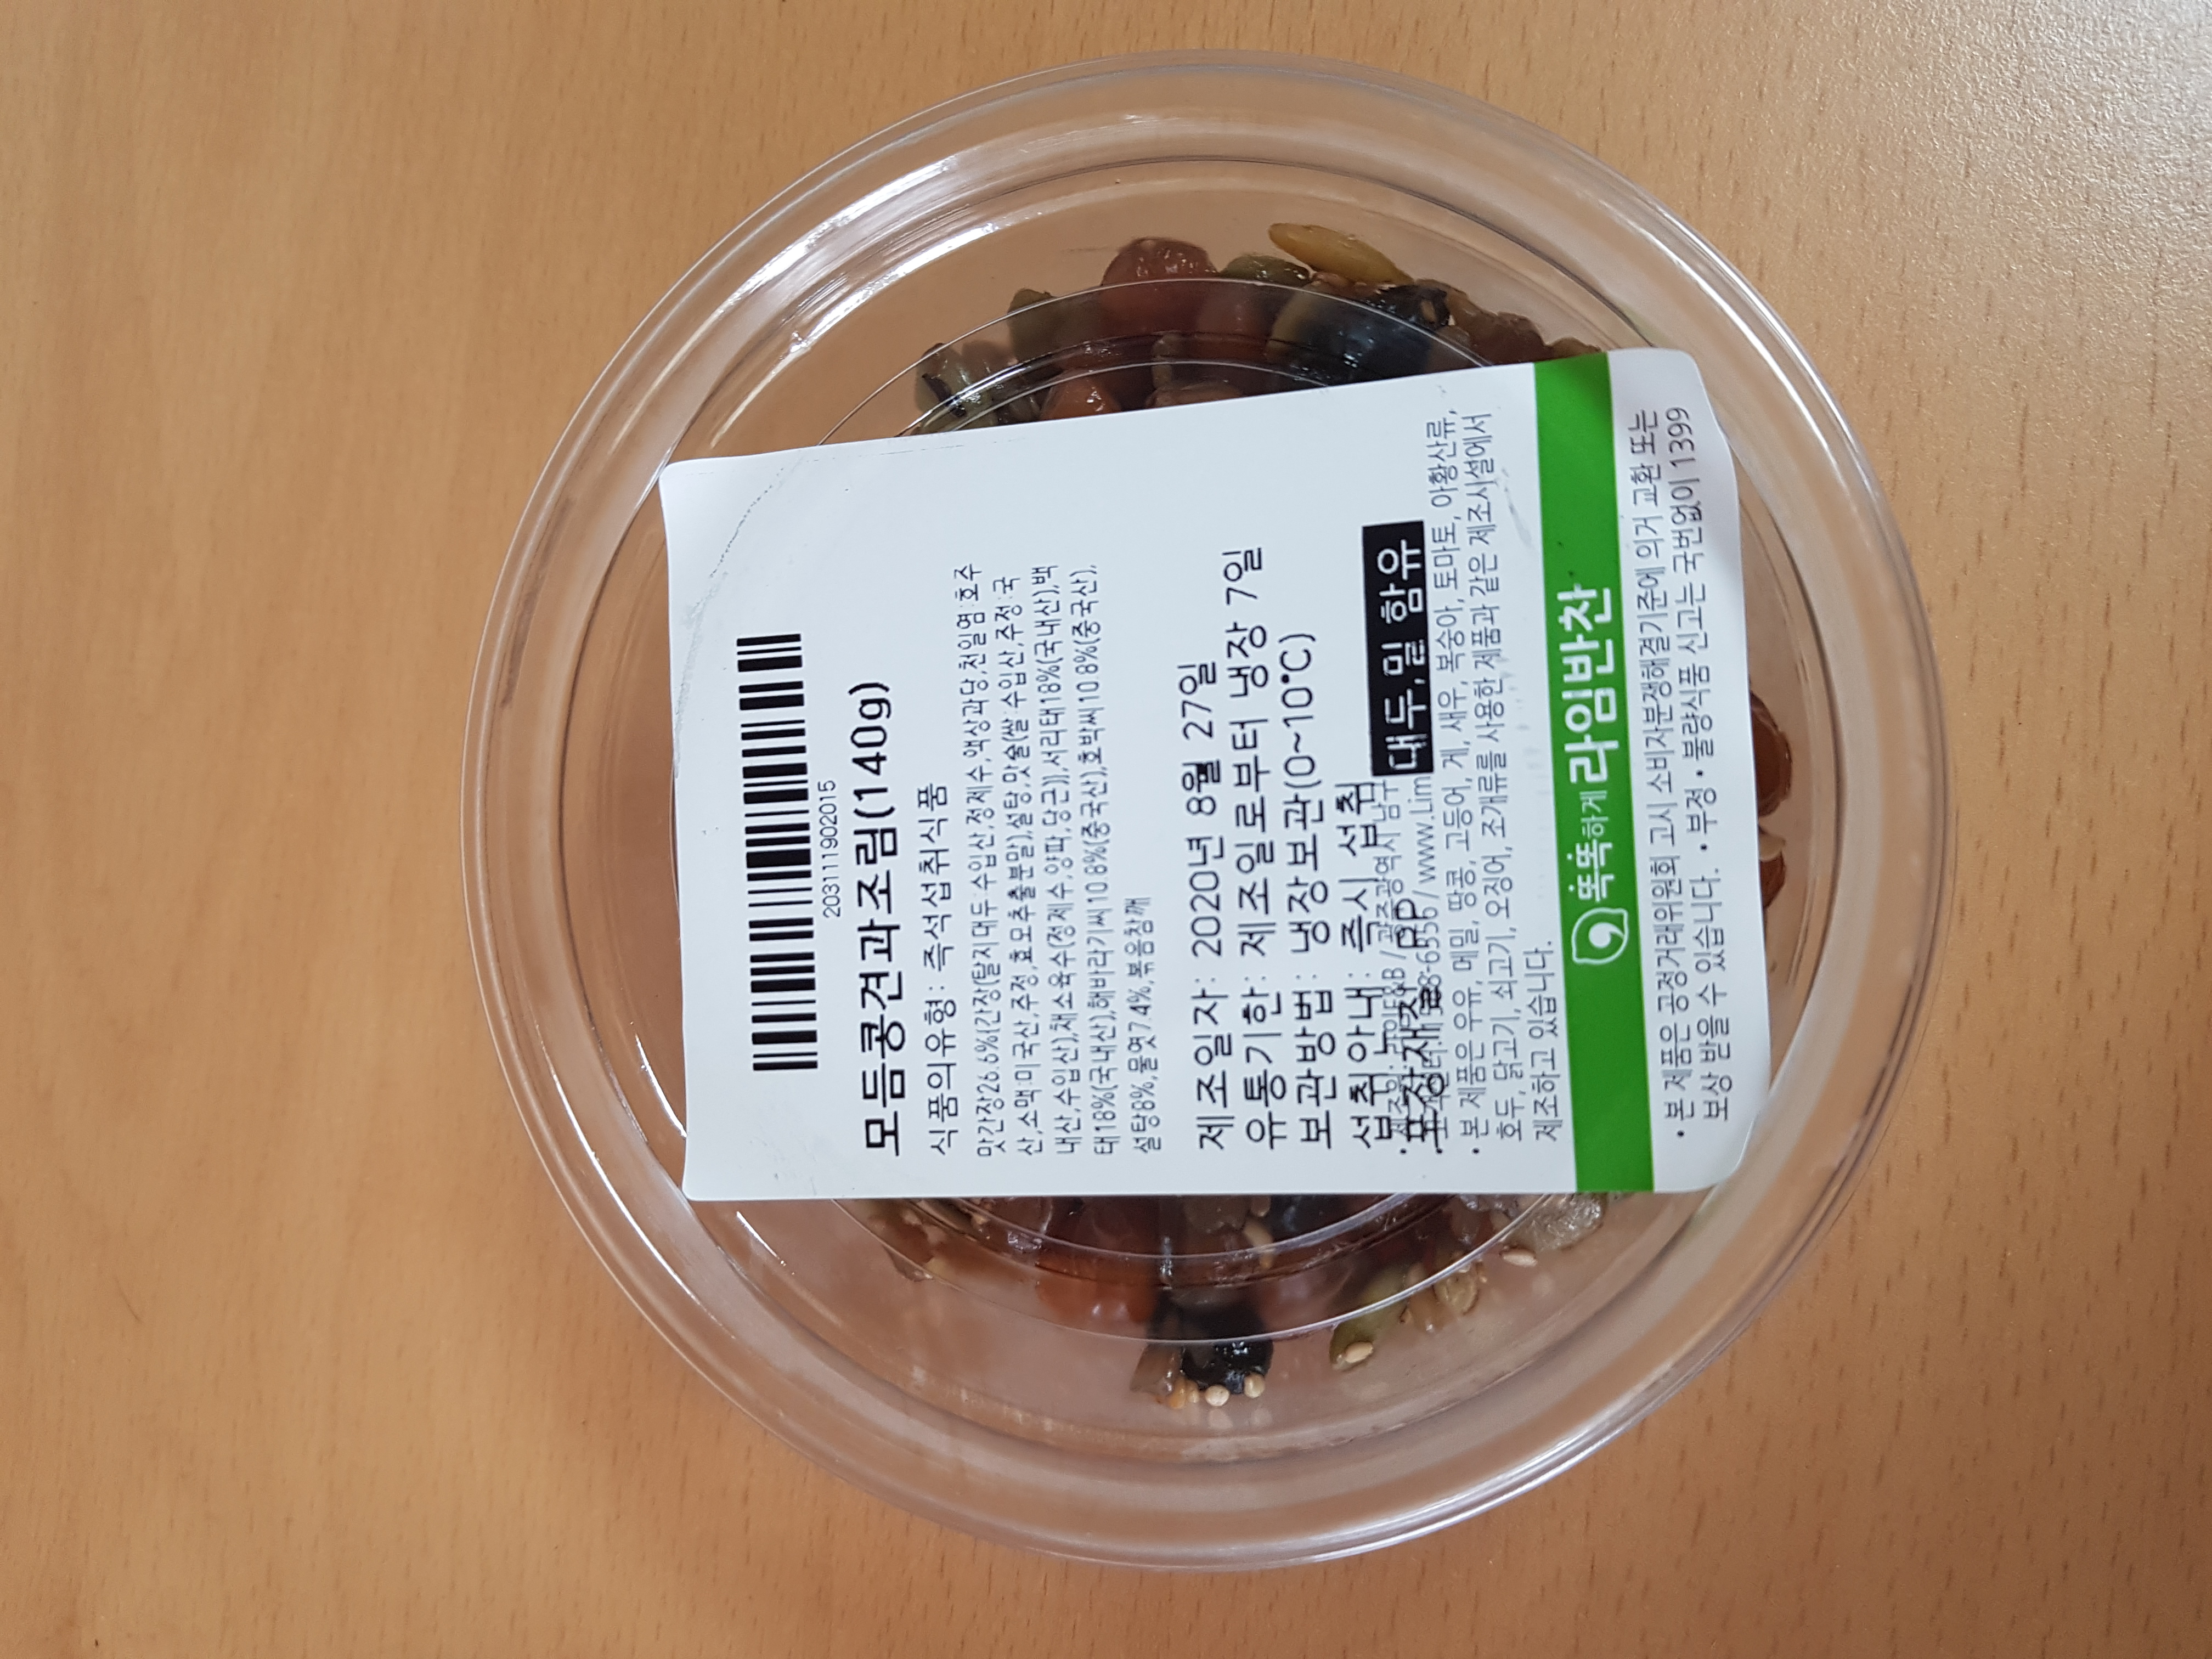 2031111902015
모듬콩견과조림(140g)
식품의유형: 즉석섭취식품
맛간장26.6%(간장(탈지대두:수입산,정제수,액상과당,천일염:호주
산,소맥:미국산,주정,효모추출분말),설탕,맛술(쌀:수입산,주정:국
내산,수입산),채소육수(정제수,양파,당근)),서리태18%(국내산),백
태18%(국내산),해바라기씨10.8%(중국산),호박씨10.8%(중국산),
설탕8%,물엿7.4%,볶음참깨
제조일자: 2020년 8월 27일
유통기한: 제조일로부터 냉장 7일
보관방법: 냉장보관(0~10°C)
섭취안내: 즉시 섭취
포장재질: PP
대두,밀 함유
/ 광주광역시 남구
/ www.Lim
• 본 제품은 우유, 메밀, 땅콩, 고등어, 게, 새우, 복숭아, 토마토, 아황산류,
호두, 닭고기, 쇠고기, 오징어, 조개류를 사용한 제품과 같은 제조시설에서
제조하고 있습니다.
똑똑하게 라임반찬
• 본 제품은 공정거래위원회 고시 소비자분쟁해결기준에 의거 교환 또는
보상 받을 수 있습니다. • 부정 • 불량식품 신고는 국번없이 1399